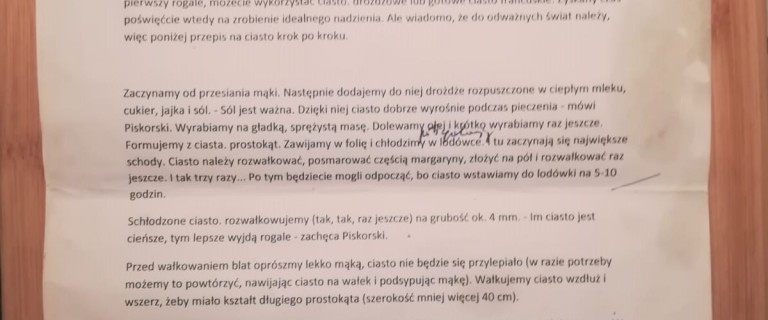 pierwszy rogale, możecie wykorzystać ciasto. drożdżowe lub gotowe ciasto francuskie.
poświęćcie wtedy na zrobienie idealnego nadzienia. Ale wiadomo, że do odważnych świat należy,
więc poniżej przepis na ciasto krok po kroku.
Zaczynamy od przesiania mąki. Następnie dodajemy do niej drożdże rozpuszczone w ciepłym mleku,
cukier, jajka i sól. - Sól jest ważna. Dzięki niej ciasto dobrze wyrośnie podczas pieczenia - mówi
Piskorski. Wyrabiamy na gładką, sprężystą masę. Dolewamy olej i krótko wyrabiamy raz jeszcze.
Formujemy z ciasta. prostokąt. Zawijamy w folię i chłodzimy w lodówce. I tu zaczynają się największe
schody. Ciasto należy rozwałkować, posmarować częścią margaryny, złożyć na pół i rozwałkować raz
jeszcze. I tak trzy razy... Po tym będziecie mogli odpocząć, bo ciasto wstawiamy do lodówki na 5-10
godzin.
Schłodzone ciasto. rozwałkowujemy (tak, tak, raz jeszcze) na grubość ok. 4 mm. - Im ciasto jest
cieńsze, tym lepsze wyjdą rogale - zachęca Piskorski.
Przed wałkowaniem blat oprószmy lekko mąką, ciasto nie będzie się przylepiało (w razie potrzeby
możemy to powtórzyć, nawijając ciasto na wałek i podsypując mąkę). Wałkujemy ciasto wzdłuż i
wszerz, żeby miało kształt długiego prostokąta (szerokość mniej więcej 40 cm).